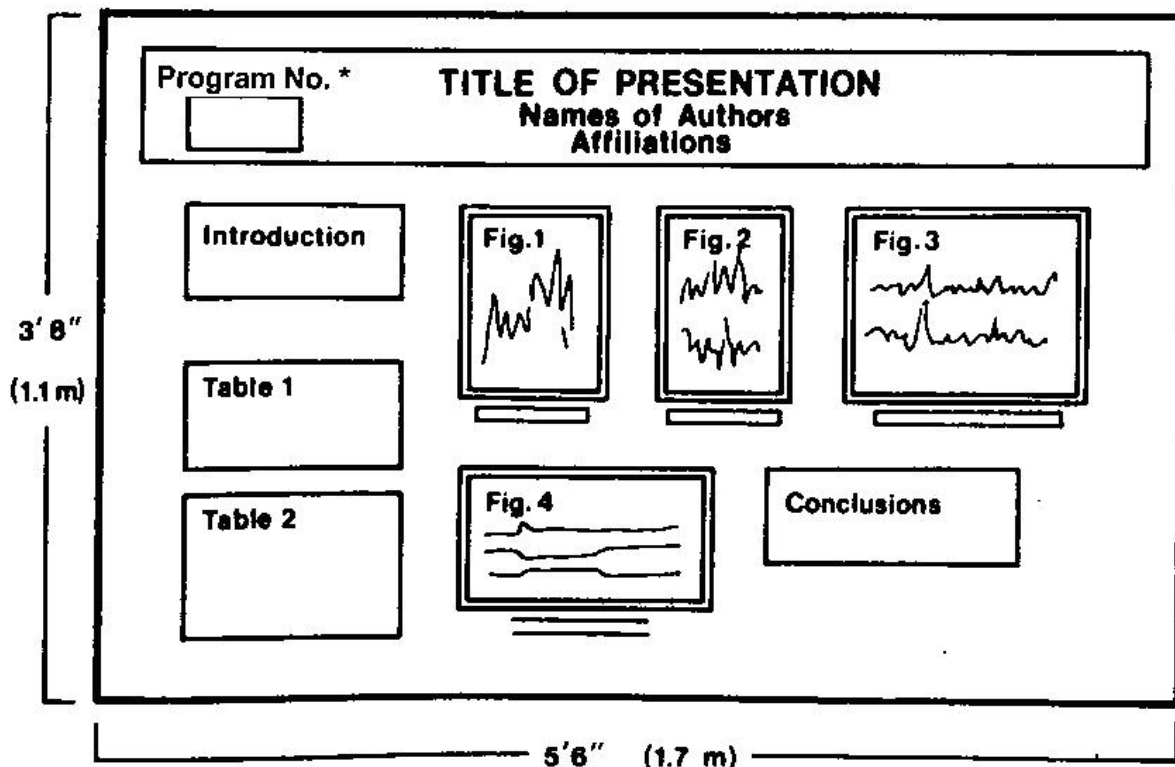 Program No. *
TITLE OF PRESENTATION
Names of Authors
Affiliations
Introduction
Fig.1
Fig.2
Fig.3
3'8"
(1.1 m)
Table 1
Table 2
Fig. 4
Conclusions
5'6" (1.7 m)